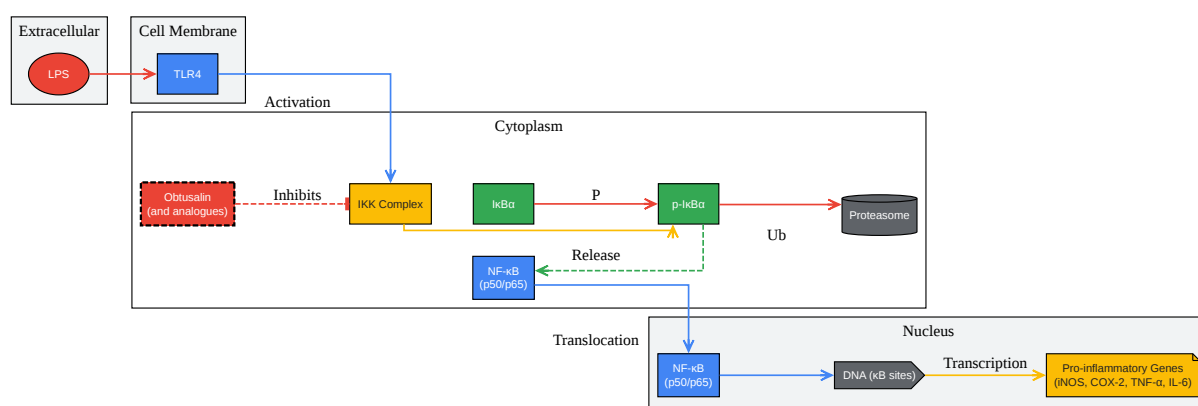 Extracellular
Cell Membrane
LPS
TLR4
Activation
Cytoplasm
Obtusalin
(and analogues)
Inhibits
IKK Complex
IκBα
P
p-IκBα
Ub
Proteasome
Release
NF-κB
(p50/p65)
Translocation
Nucleus
NF-κB
(p50/p65)
DNA (κB sites)
Transcription
Pro-inflammatory Genes
(iNOS, COX-2, TNF-α, IL-6)